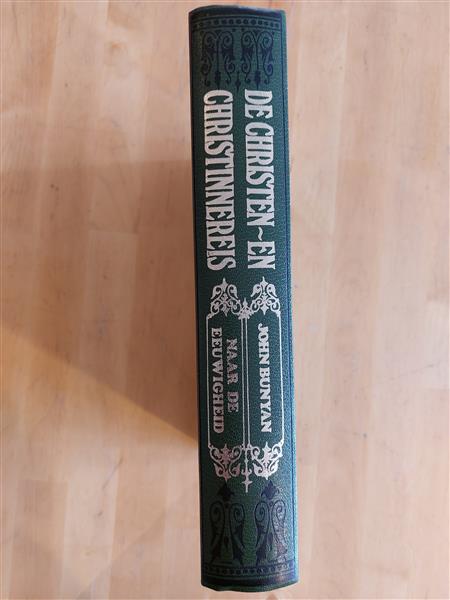 DE CHRISTEN~EN
CHRISTINNEREIS
JOHN BUNYAN
NAAR DE
EEUWIGHEID